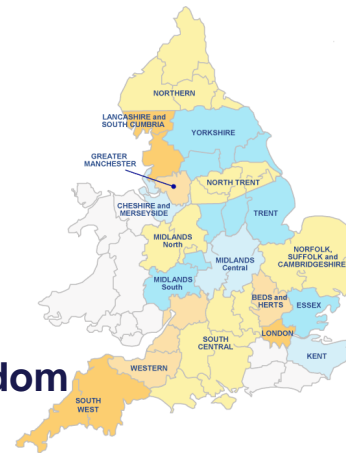 NORTHERN
LANCASHIRE and
SOUTH CUMBRIA
YORKSHIRE
GREATER
MANCHESTER
NORTH TRENT
CHESHIRE and
MERSEYSIDE
TRENT
MIDLANDS
North
MIDLANDS
Central
NORFOLK,
SUFFOLK and
CAMBRIDGESHIRE
MIDLANDS
South
BEDS and
HERTS
ESSEX
LONDON
SOUTH
CENTRAL
KENT
WESTERN
dom
SOUTH
WEST